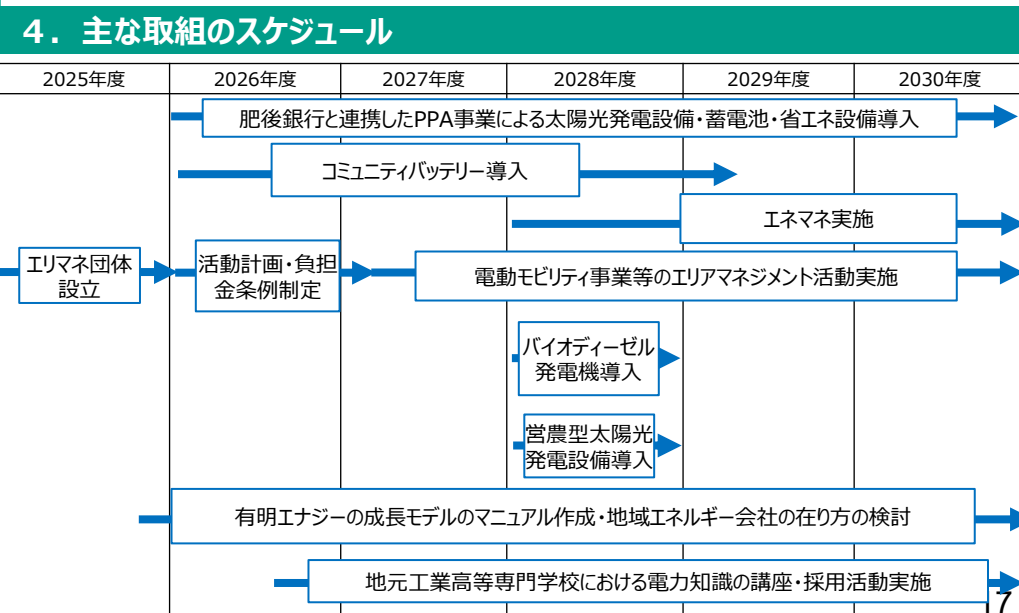 4．主な取組のスケジュール
2025年度 2026年度 2027年度 2028年度 2029年度 2030年度
肥後銀行と連携したPPA事業による太陽光発電設備・蓄電池・省エネ設備導入
コミュニティバッテリー導入
エネマネ実施
エリマネ団体
設立
活動計画・負担
金条例制定
電動モビリティ事業等のエリアマネジメント活動実施
バイオディーゼル
発電機導入
営農型太陽光
発電設備導入
有明エナジーの成長モデルのマニュアル作成・地域エネルギー会社の在り方の検討
地元工業高等専門学校における電力知識の講座・採用活動実施
17